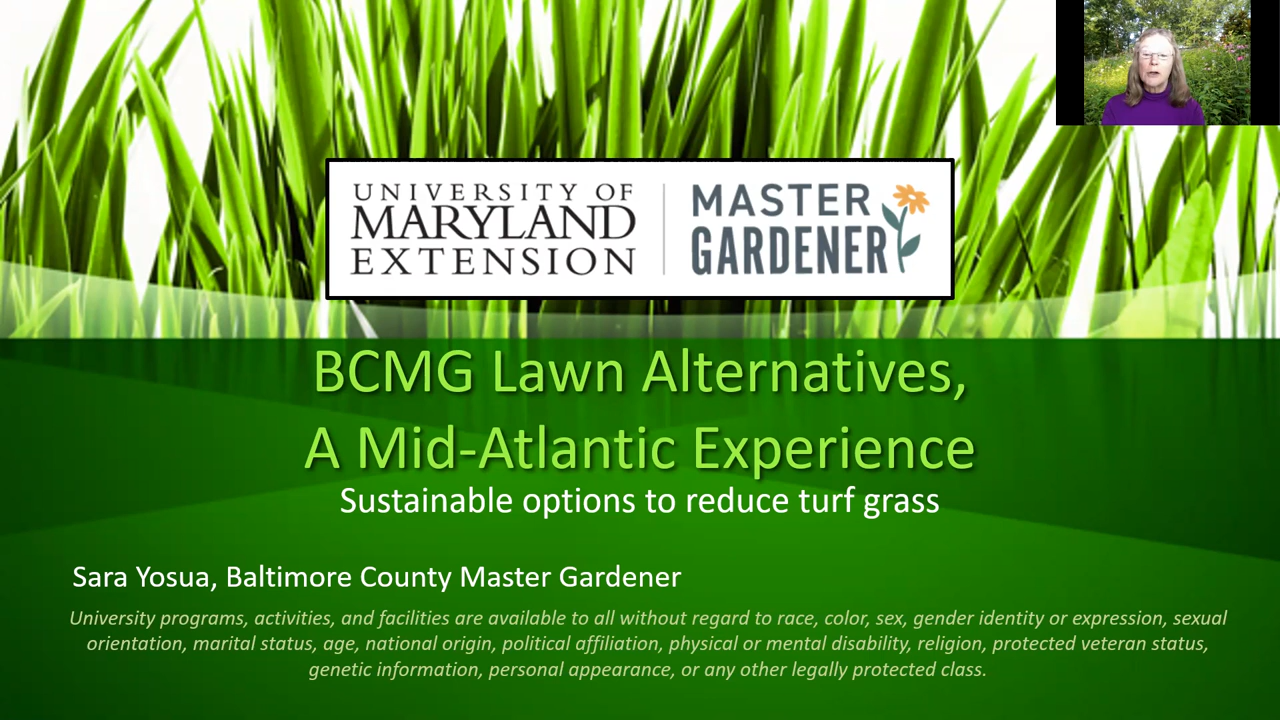 UNIVERSITY OF
MARYLAND
EXTENSION
MASTER
GARDENER
BCMG Lawn Alternatives,
A Mid-Atlantic Experience
Sustainable options to reduce turf grass
Sara Yosua, Baltimore County Master Gardener
University programs, activities, and facilities are available to all without regard to race, color, sex, gender identity or expression, sexual
orientation, marital status, age, national origin, political affiliation, physical or mental disability, religion, protected veteran status,
genetic information, personal appearance, or any other legally protected class.